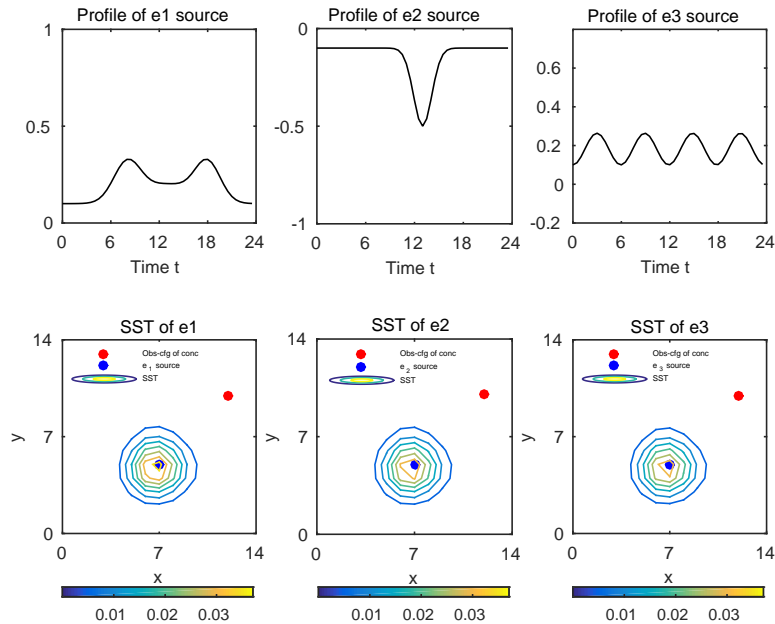 Profile of e1 source
1
0.5
0
0 6 12 18 24
Time t
Profile of e2 source
0
-0.5
-1
0 6 12 18 24
Time t
Profile of e3 source
0.8
0.6
0.4
0.2
0
-0.2
0 6 12 18 24
Time t
SST of e1
14
7
0
y
Obs-cfg of conc
e 1 source
SST
0 7 14
x
0.01 0.02 0.03
SST of e2
14
7
0
y
Obs-cfg of conc
e 2 source
SST
0 7 14
x
0.01 0.02 0.03
SST of e3
14
7
0
y
Obs-cfg of conc
e 3 source
SST
0 7 14
x
0.01 0.02 0.03